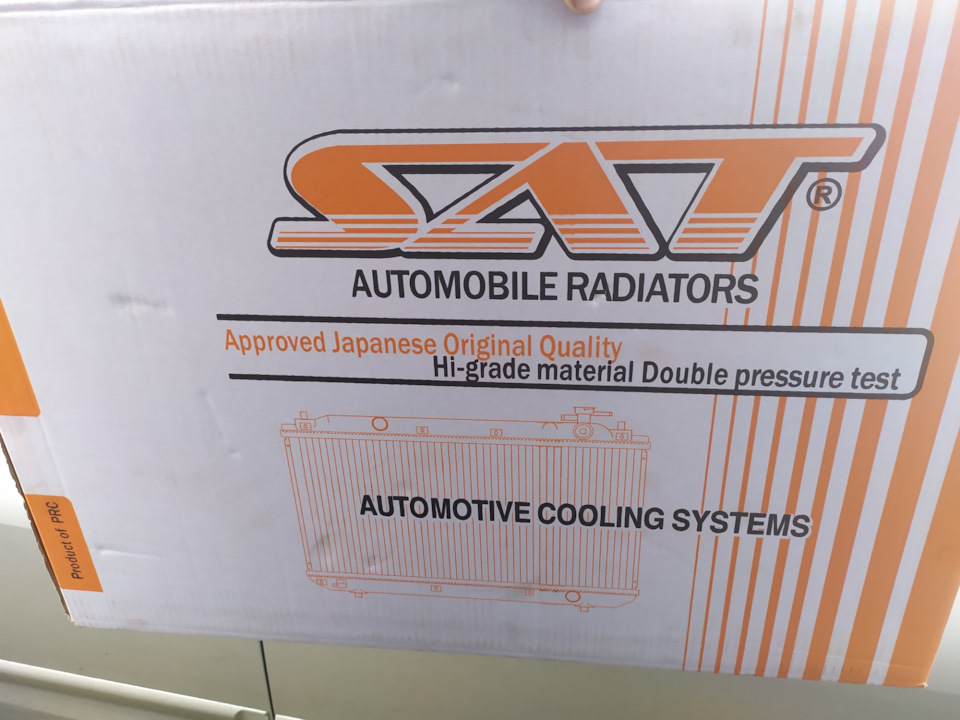 SAT®
AUTOMOBILE RADIATORS
Approved Japanese Original Quality
Hi-grade material Double pressure test
AUTOMOTIVE COOLING SYSTEMS
Product of PRC